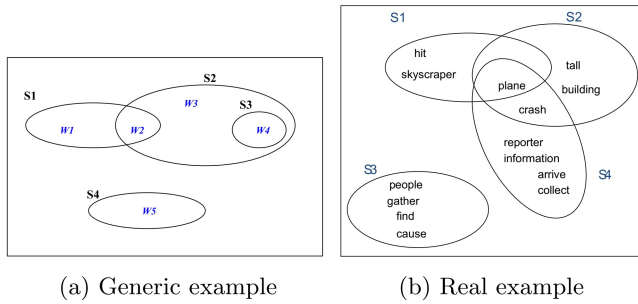 S1
S2
W3
S3
W1
W2
W4
S4
W5
(a) Generic example
S1
S2
hit
skyscraper
plane
tall
building
crash
reporter
information
arrive
collect
S4
S3
people
gather
find
cause
(b) Real example